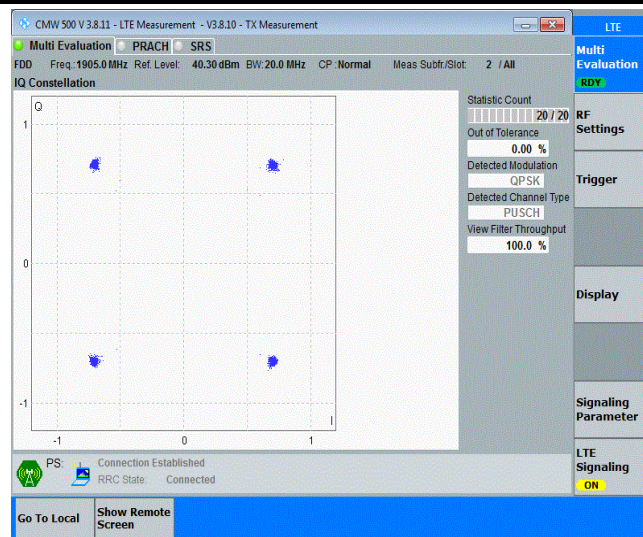 CMW 500 V 3.8.11 - LTE Measurement - V3.8.10 - TX Measurement
LTE
Multi Evaluation PRACH SRS
Multi
Evaluation
RDY
FDD Freq.:1905.0 MHz Ref. Level: 40.30 dBm BW:20.0 MHz CP :Normal Meas Subfr./Slot: 2 / All
IQ Constellation
Statistic Count
20 / 20
Out of Tolerance
0.00 %
Detected Modulation
QPSK
Detected Channel Type
PUSCH
View Filter Throughput
100.0 %
Q
1
0
-1
I
-1 0 1
RF
Settings
Trigger
Display
Signaling
Parameter
LTE
Signaling
ON
PS: Connection Established
RRC State: Connected
Go To Local
Show Remote
Screen